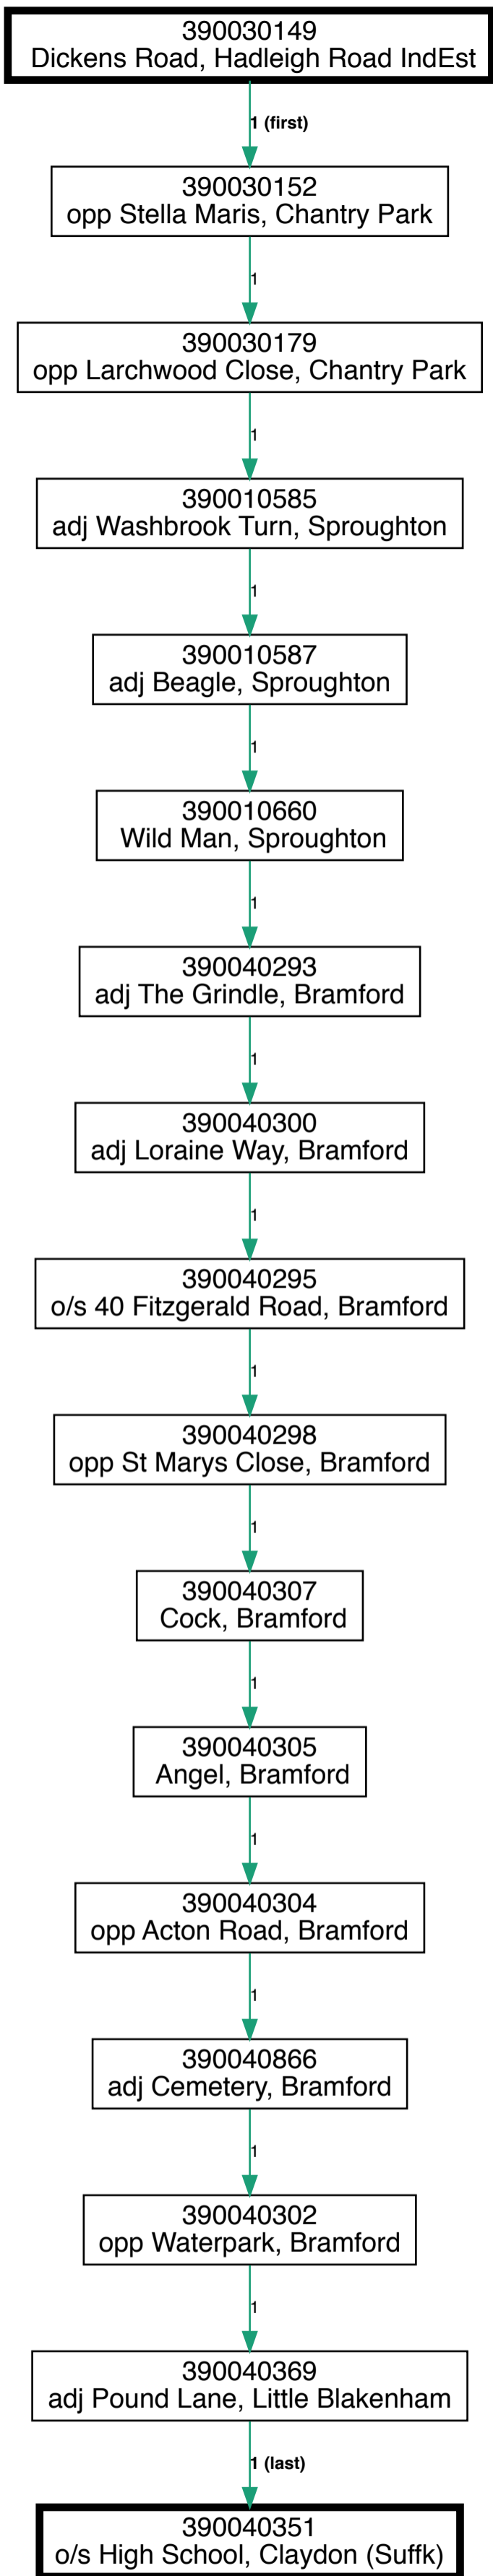 390030149
Dickens Road, Hadleigh Road IndEst
1 (first)
390030152
opp Stella Maris, Chantry Park
1
390030179
opp Larchwood Close, Chantry Park
1
390010585
adj Washbrook Turn, Sproughton
1
390010587
adj Beagle, Sproughton
1
390010660
Wild Man, Sproughton
1
390040293
adj The Grindle, Bramford
1
390040300
adj Loraine Way, Bramford
1
390040295
o/s 40 Fitzgerald Road, Bramford
1
390040298
opp St Marys Close, Bramford
1
390040307
Cock, Bramford
1
390040305
Angel, Bramford
1
390040304
opp Acton Road, Bramford
1
390040866
adj Cemetery, Bramford
1
390040302
opp Waterpark, Bramford
1
390040369
adj Pound Lane, Little Blakenham
1 (last)
390040351
o/s High School, Claydon (Suffk)